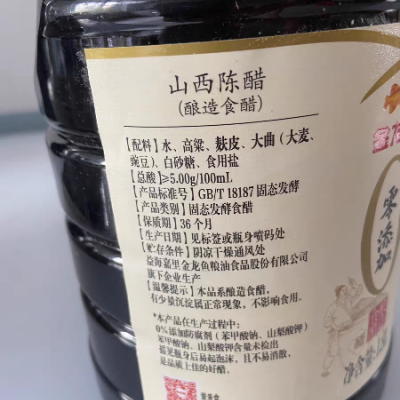 山西陈醋
(酿造食醋)
【配料】水、高粱、麸皮、大曲(大麦、
豌豆)、白砂糖、食用盐
【总酸】≥5.00g/100mL
【产品标准号】GB/T 18187 固态发酵
【产品类别】固态发酵食醋
【保质期】36个月
【生产日期】见标签或瓶身喷码处
【贮存条件】阴凉干燥通风处
益海嘉里金龙鱼粮油食品股份有限公司
旗下企业生产
【温馨提示】本品系酿造食醋,
有少量沉淀属正常现象,不影响食用。
*本产品在生产过程中:
0%添加防腐剂(苯甲酸钠、山梨酸钾)
苯甲酸钠、山梨酸钾含量未检出
摇晃瓶身后易起泡沫,且不易消散,
是品质上佳的好醋。
零添加
净含量